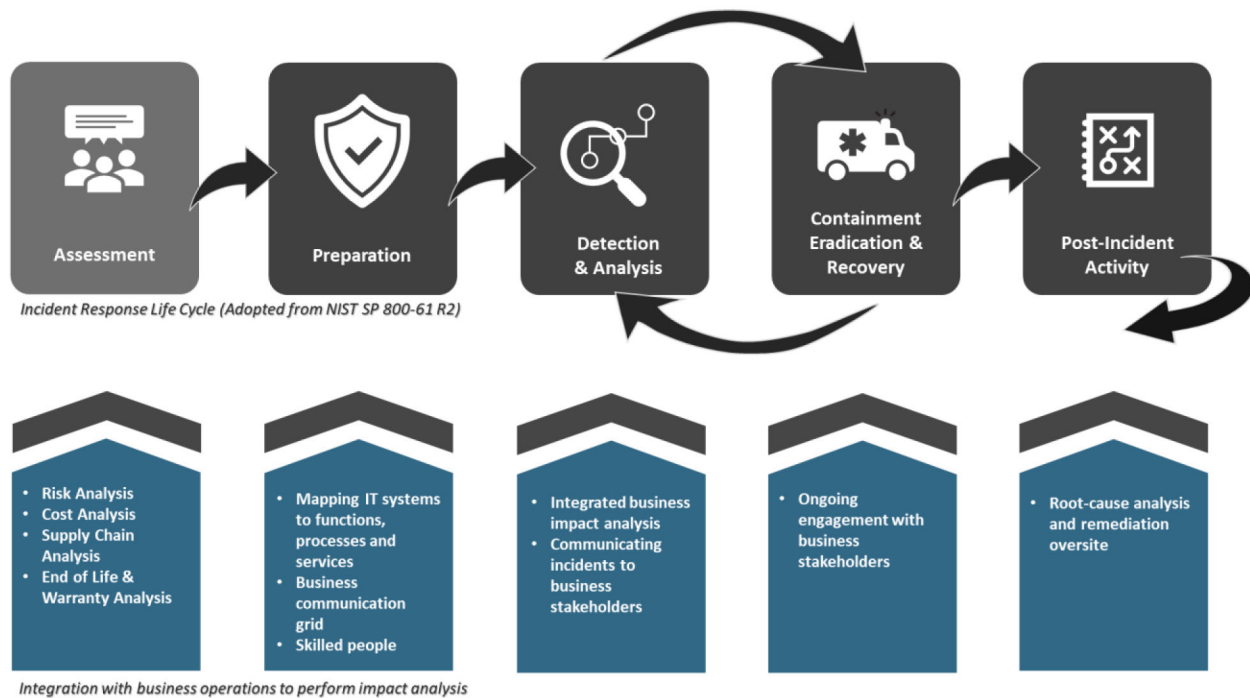 Assessment
Preparation
Detection
& Analysis
Containment
Eradication &
Recovery
Post-Incident
Activity
Incident Response Life Cycle (Adopted from NIST SP 800-61 R2)
• Risk Analysis
• Cost Analysis
• Supply Chain
Analysis
• End of Life &
Warranty Analysis
• Mapping IT systems
to functions,
processes and
services
• Business
communication
grid
• Skilled people
• Integrated business
impact analysis
• Communicating
incidents to
business
stakeholders
• Ongoing
engagement with
business
stakeholders
• Root-cause analysis
and remediation
oversite
Integration with business operations to perform impact analysis